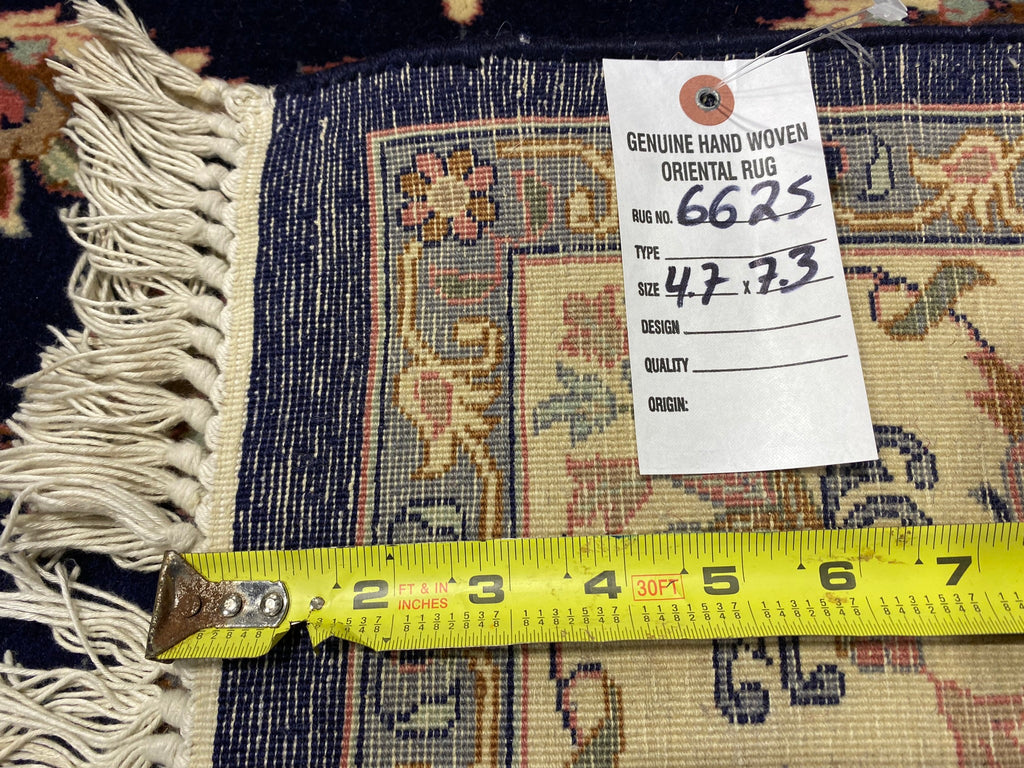 GENUINE HAND WOVEN
ORIENTAL RUG
RUG NO. 6625
TYPE
SIZE 4.7 X 7.3
DESIGN
QUALITY
ORIGIN:
2 FT & IN INCHES 3 4 30FT 5 6 7